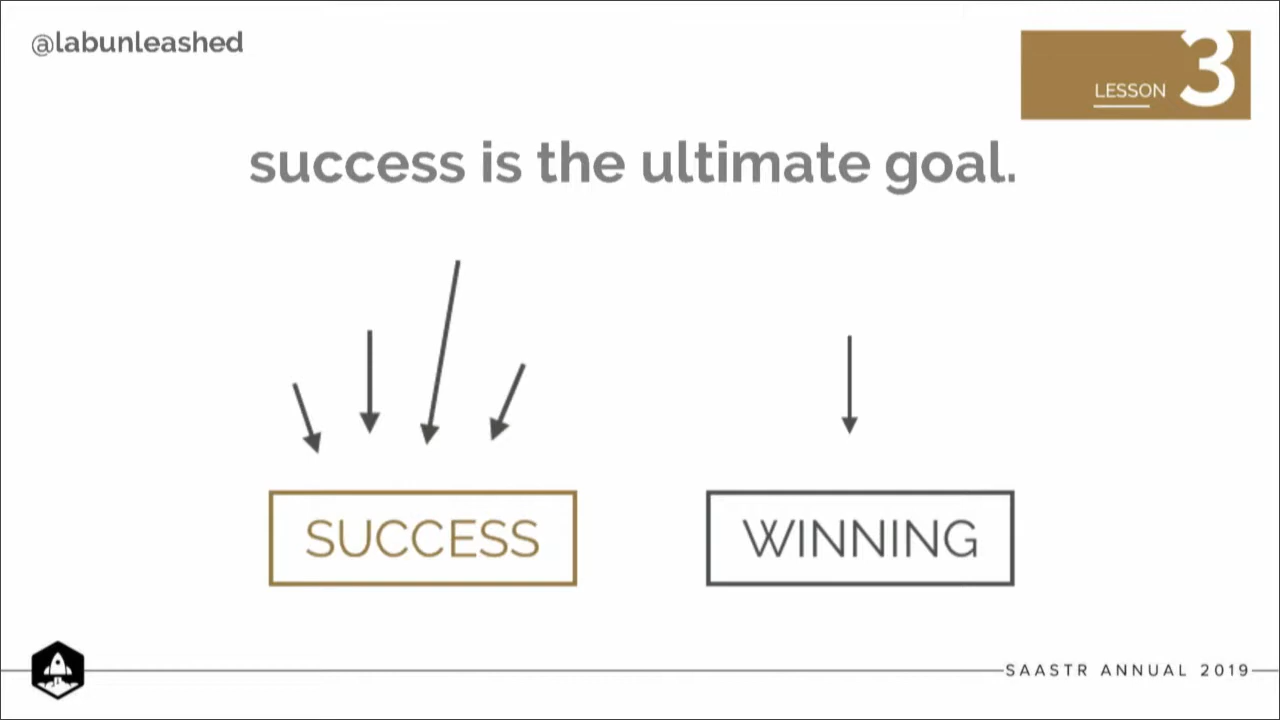 @labunleashed
LESSON 3
success is the ultimate goal.
SUCCESS
WINNING
SAASTR ANNUAL 2019